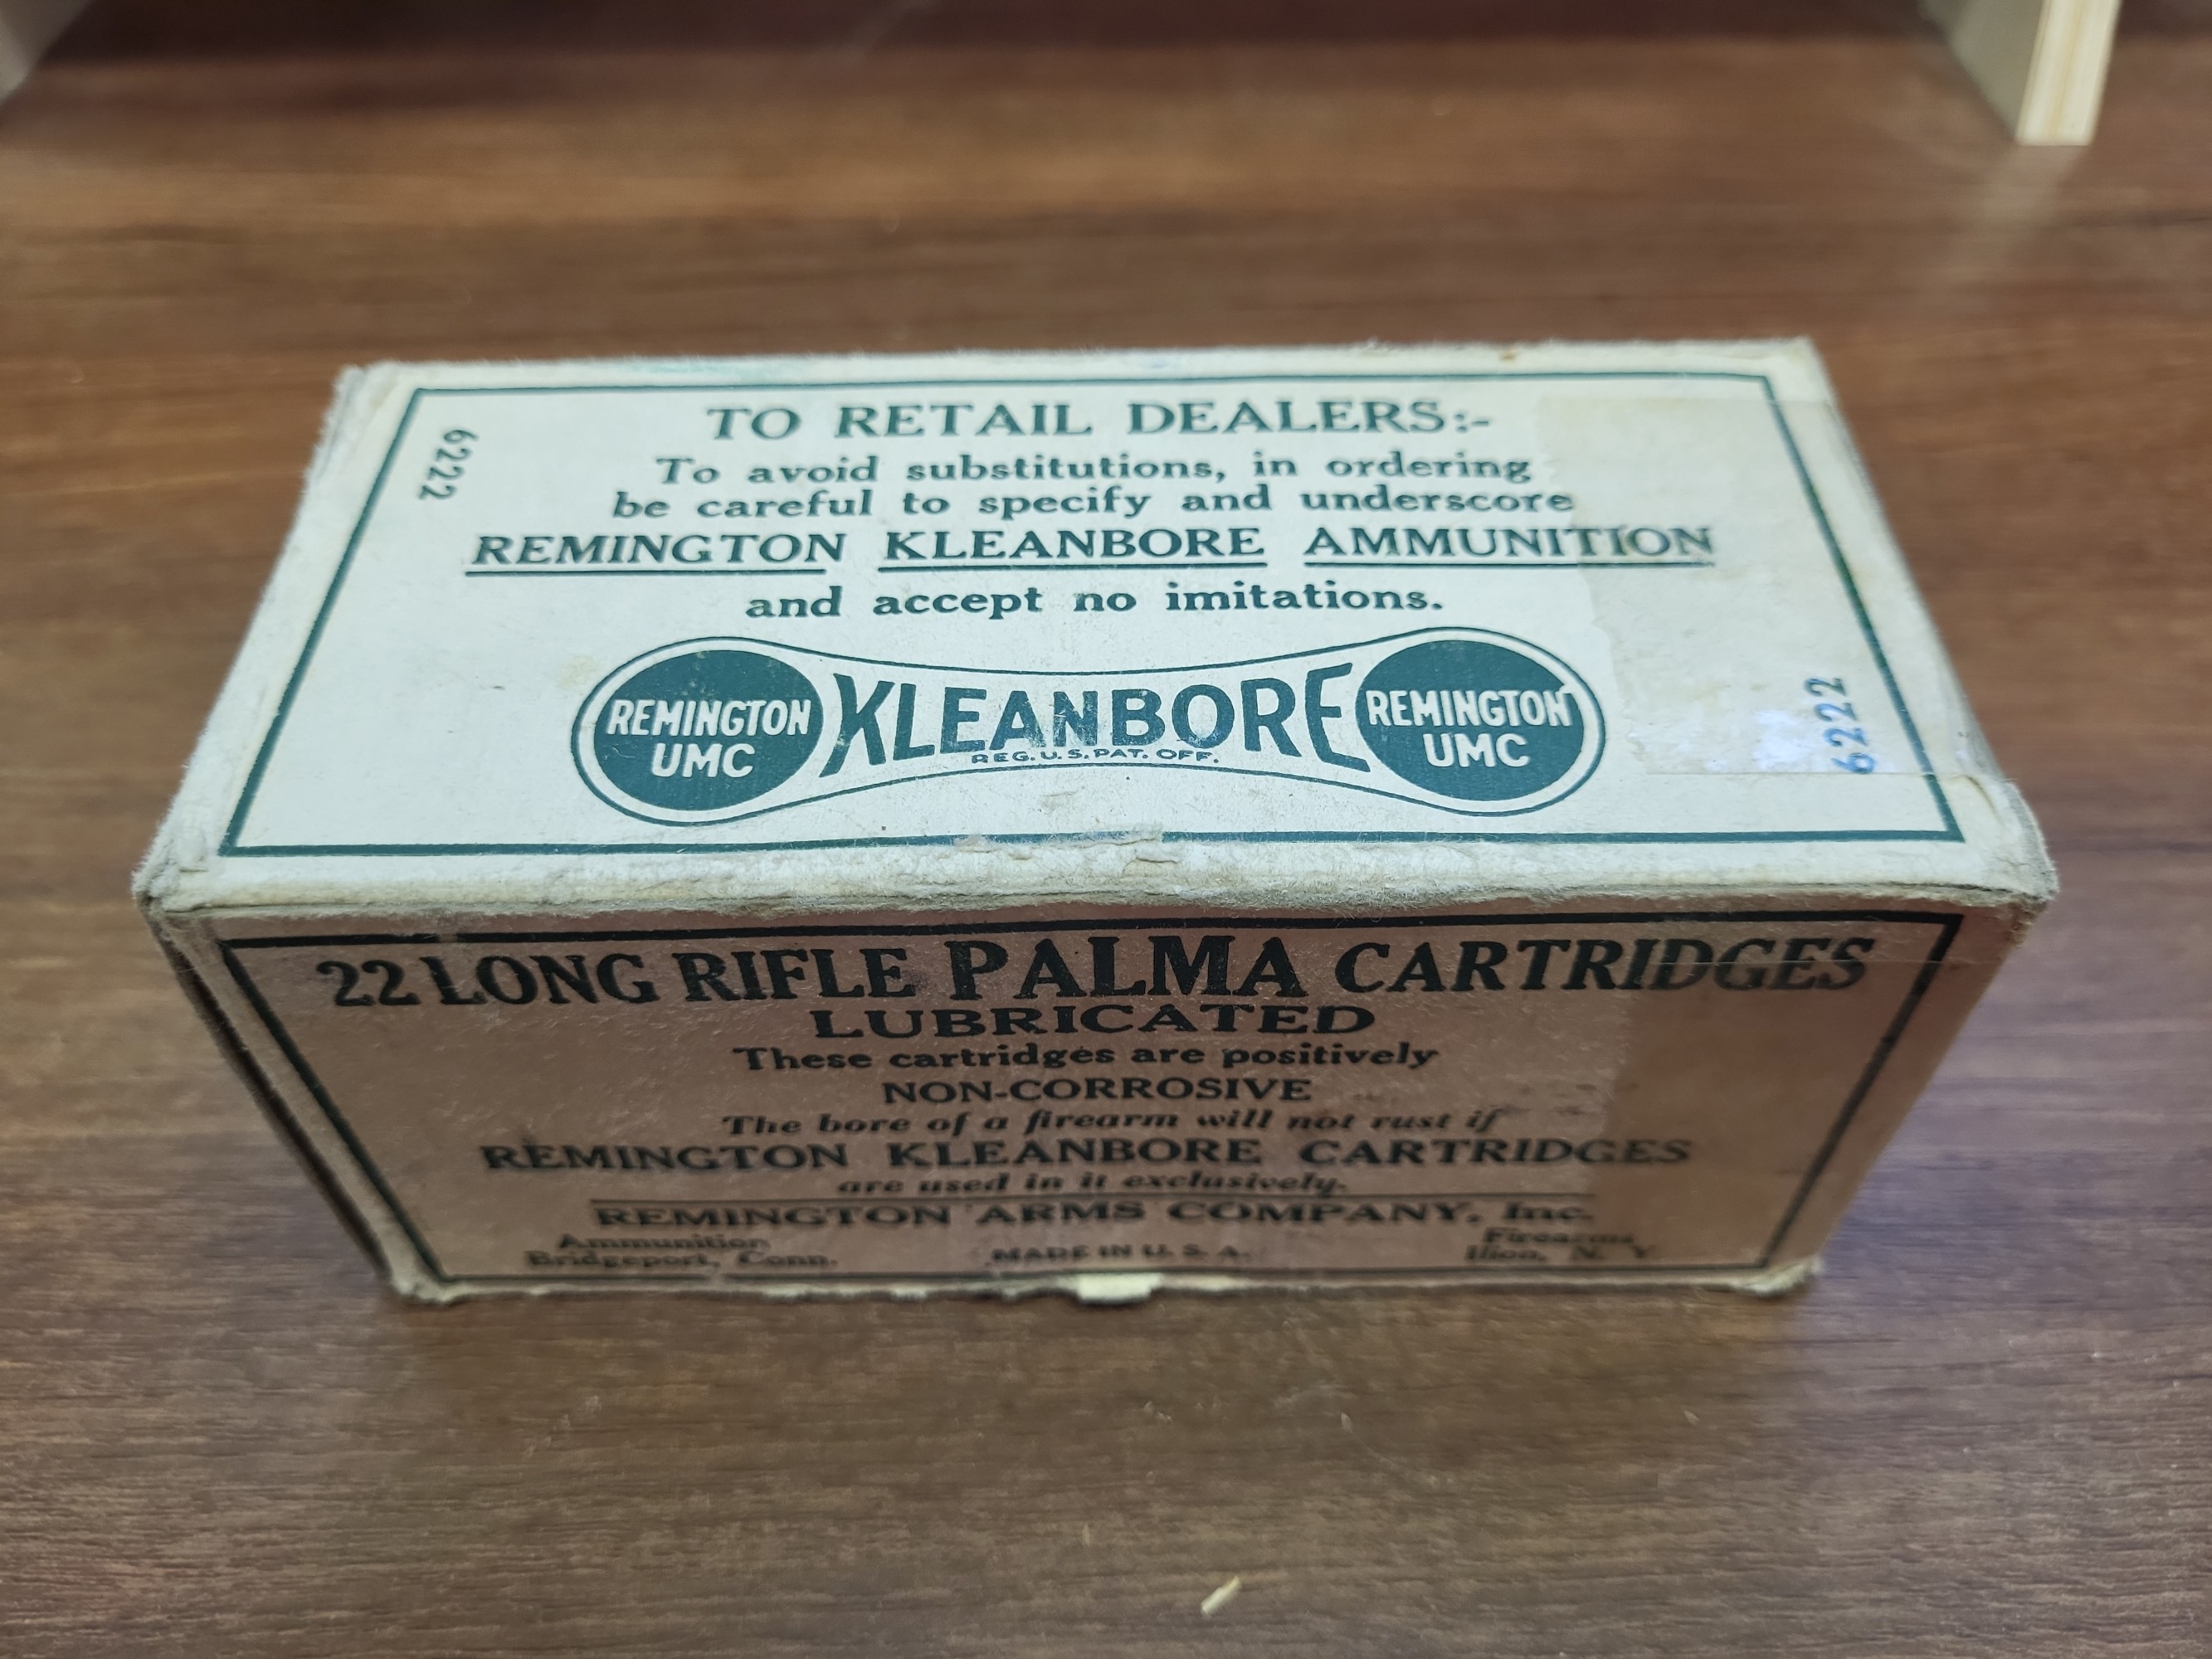 6222
TO RETAIL DEALERS:-
To avoid substitutions, in ordering
be careful to specify and underscore
REMINGTON KLEANBORE AMMUNITION
and accept no imitations.
REMINGTON
UMC
KLEANBORE
REG. U. S. PAT. OFF.
REMINGTON
UMC
6222
22 LONG RIFLE PALMA CARTRIDGES
LUBRICATED
These cartridges are positively
NON-CORROSIVE
The bore of a firearm will not rust if
REMINGTON KLEANBORE CARTRIDGES
are used in it exclusively.
REMINGTON ARMS COMPANY, Inc.
Ammunition
Bridgeport, Conn.
MADE IN U. S. A.
Firearms
Ilion, N. Y